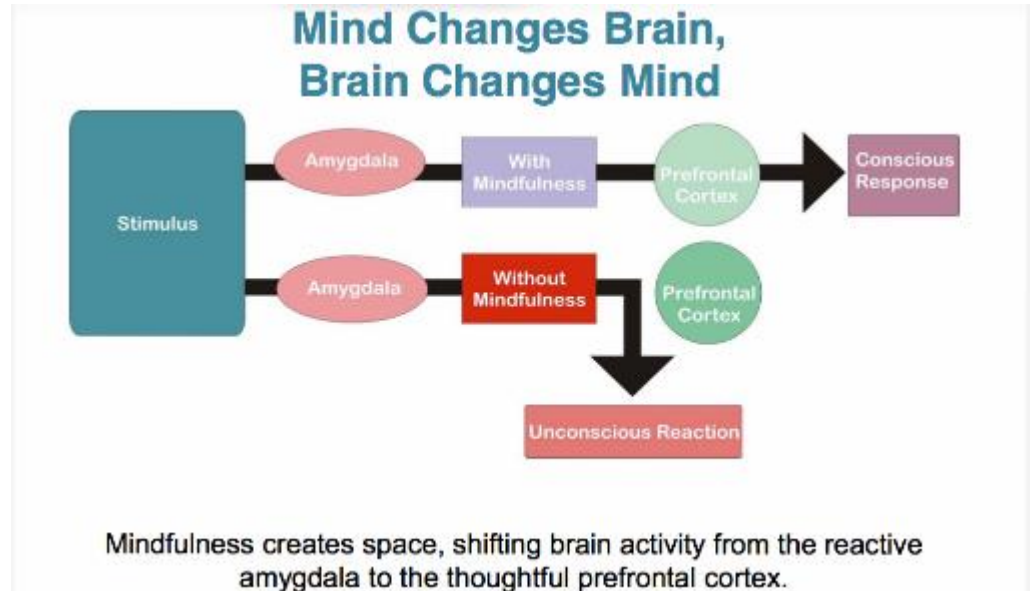 Mind Changes Brain,
Brain Changes Mind
Stimulus
Amygdala
With
Mindfulness
Prefrontal
Cortex
Conscious
Response
Amygdala
Without
Mindfulness
Prefrontal
Cortex
Unconscious Reaction
Mindfulness creates space, shifting brain activity from the reactive
amygdala to the thoughtful prefrontal cortex.